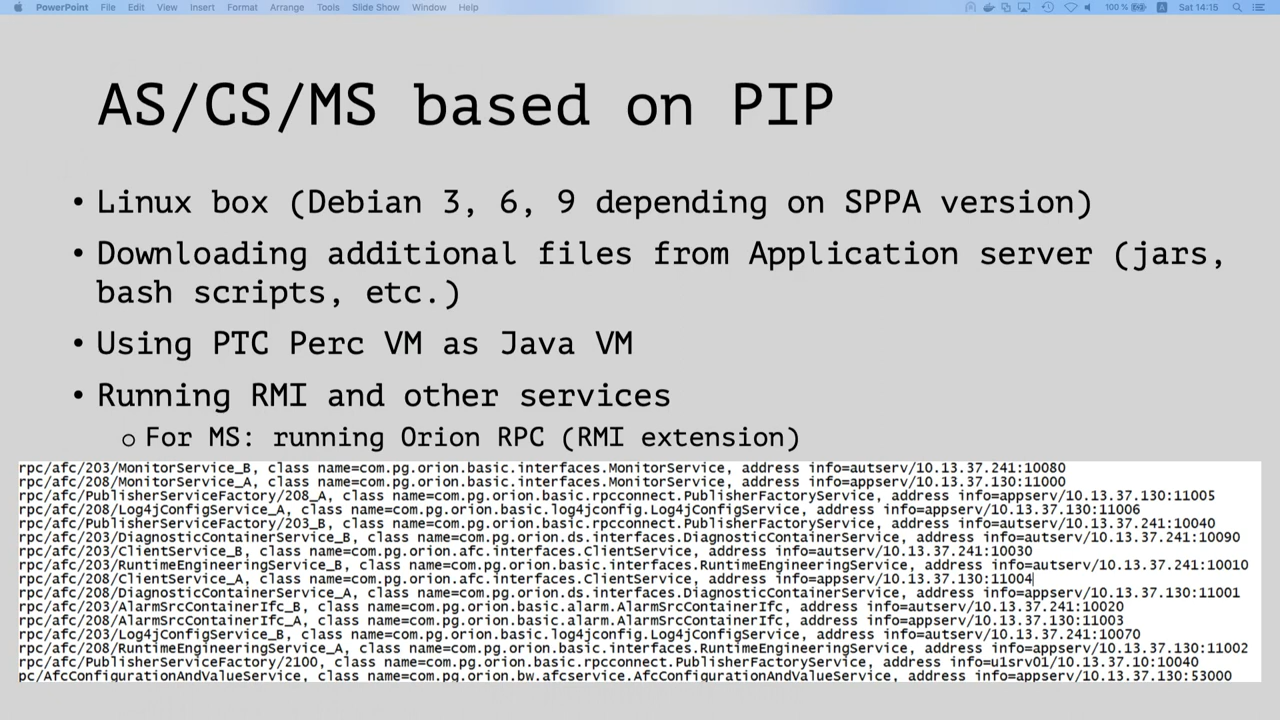 PowerPoint File Edit View Insert Format Arrange Tools Slide Show Window Help 100 % A Sat 14:15
AS/CS/MS based on PIP
• Linux box (Debian 3, 6, 9 depending on SPPA version)
• Downloading additional files from Application server (jars,
bash scripts, etc.)
• Using PTC Perc VM as Java VM
• Running RMI and other services
o For MS: running Orion RPC (RMI extension)
rpc/afc/203/MonitorService_B, class name=com.pg.orion.basic.interfaces.MonitorService, address info=autserv/10.13.37.241:10080
rpc/afc/208/MonitorService_A, class name=com.pg.orion.basic.interfaces.MonitorService, address info=appserv/10.13.37.130:11000
rpc/afc/PublisherServiceFactory/208_A, class name=com.pg.orion.basic.rpcconnect.PublisherFactoryService, address info=appserv/10.13.37.130:11005
rpc/afc/208/Log4jConfigService_A, class name=com.pg.orion.basic.log4jconfig.Log4jConfigService, address info=appserv/10.13.37.130:11006
rpc/afc/PublisherServiceFactory/203_B, class name=com.pg.orion.basic.rpcconnect.PublisherFactoryService, address info=autserv/10.13.37.241:10040
rpc/afc/203/DiagnosticContainerService_B, class name=com.pg.orion.ds.interfaces.DiagnosticContainerService, address info=autserv/10.13.37.241:10090
rpc/afc/203/ClientService_B, class name=com.pg.orion.afc.interfaces.ClientService, address info=autserv/10.13.37.241:10030
rpc/afc/203/RuntimeEngineeringService_B, class name=com.pg.orion.basic.interfaces.RuntimeEngineeringService, address info=autserv/10.13.37.241:10010
rpc/afc/208/ClientService_A, class name=com.pg.orion.afc.interfaces.ClientService, address info=appserv/10.13.37.130:11004
rpc/afc/208/DiagnosticContainerService_A, class name=com.pg.orion.ds.interfaces.DiagnosticContainerService, address info=appserv/10.13.37.130:11001
rpc/afc/203/AlarmSrcContainerIfc_B, class name=com.pg.orion.basic.alarm.AlarmSrcContainerIfc, address info=autserv/10.13.37.241:10020
rpc/afc/208/AlarmSrcContainerIfc_A, class name=com.pg.orion.basic.alarm.AlarmSrcContainerIfc, address info=appserv/10.13.37.130:11003
rpc/afc/203/Log4jConfigService_B, class name=com.pg.orion.basic.log4jconfig.Log4jConfigService, address info=autserv/10.13.37.241:10070
rpc/afc/208/RuntimeEngineeringService_A, class name=com.pg.orion.basic.interfaces.RuntimeEngineeringService, address info=appserv/10.13.37.130:11002
rpc/afc/PublisherServiceFactory/2100, class name=com.pg.orion.basic.rpcconnect.PublisherFactoryService, address info=u1srv01/10.13.37.10:10040
pc/AfcConfigurationAndValueService, class name=com.pg.orion.bw.afcservice.AfcConfigurationAndValueService, address info=appserv/10.13.37.130:53000